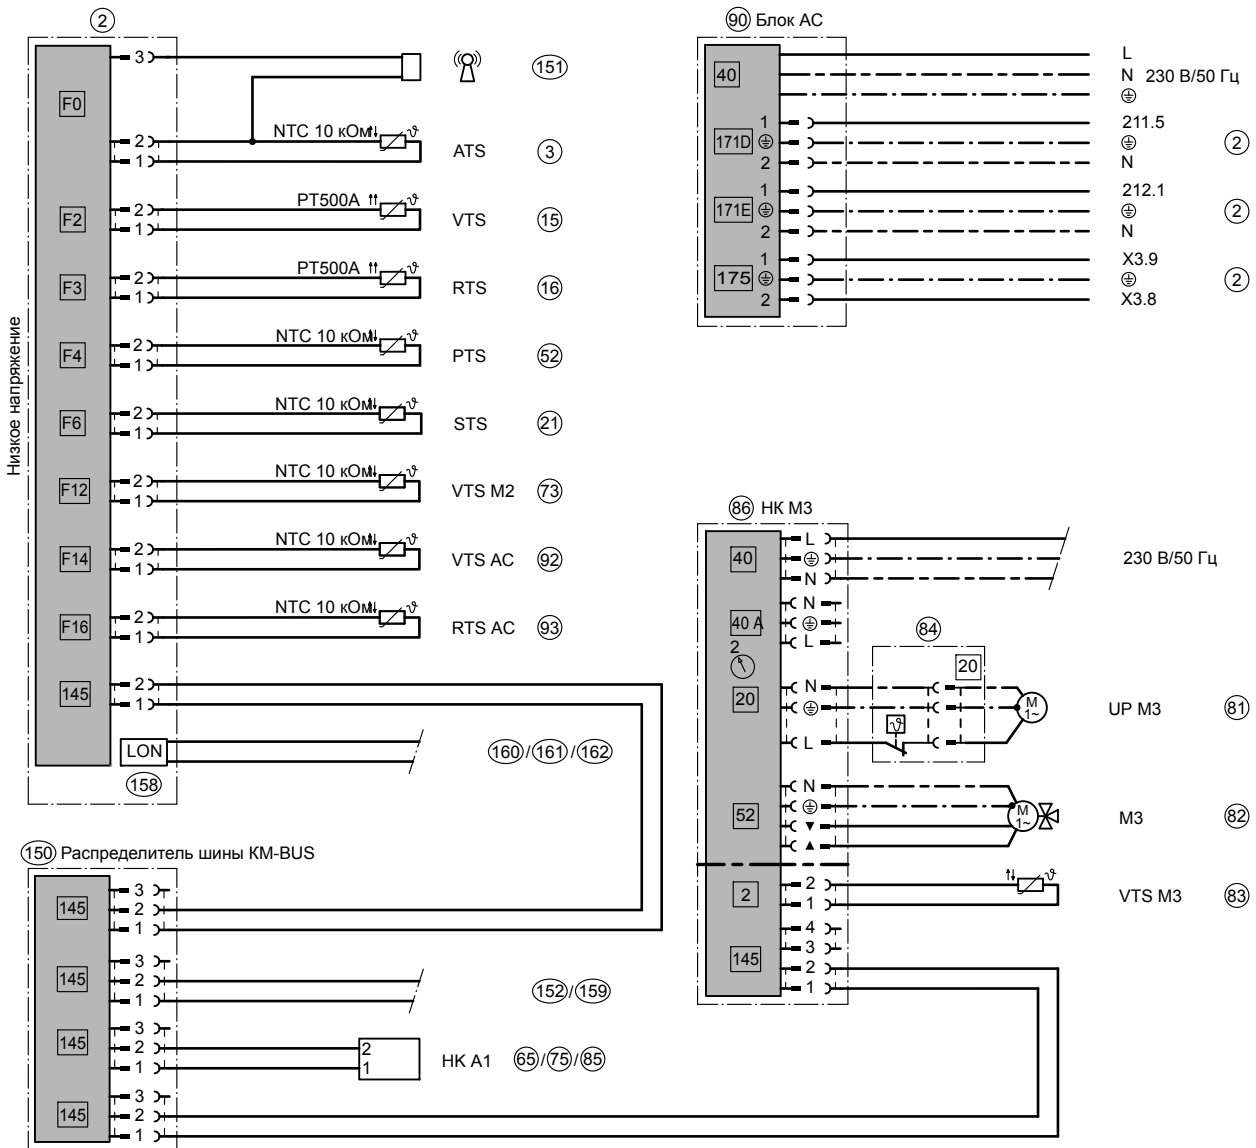 2
Низкое напряжение
F0
3
151
2 NTC 10 кОм ϑ
1
ATS 3
F2
2 PT500A ϑ
1
VTS 15
F3
2 PT500A ϑ
1
RTS 16
F4
2 NTC 10 кОм ϑ
1
PTS 52
F6
2 NTC 10 кОм ϑ
1
STS 21
F12
2 NTC 10 кОм ϑ
1
VTS M2 73
F14
2 NTC 10 кОм ϑ
1
VTS AC 92
F16
2 NTC 10 кОм ϑ
1
RTS AC 93
145
2
1
LON
158
160/161/162
150 Распределитель шины KM-BUS
145
3
2
1
145
3
2
1
152/159
145
3
2 2
1 1
HK A1 65/75/85
145
3
2
1
90 Блок AC
40
L
N 230 В/50 Гц
171D
1 211.5
2
2 N
171E
1 212.1
2
2 N
175
1 X3.9
2
2 X3.8
86 НК M3
40
L
N
230 В/50 Гц
40 A
N
L
2
84
20
20
N
L
ϑ
M
1~
UP M3 81
52
N
▼
▲
M
1~
M3 82
2
2 ϑ
1
VTS M3 83
145
4
3
2
1